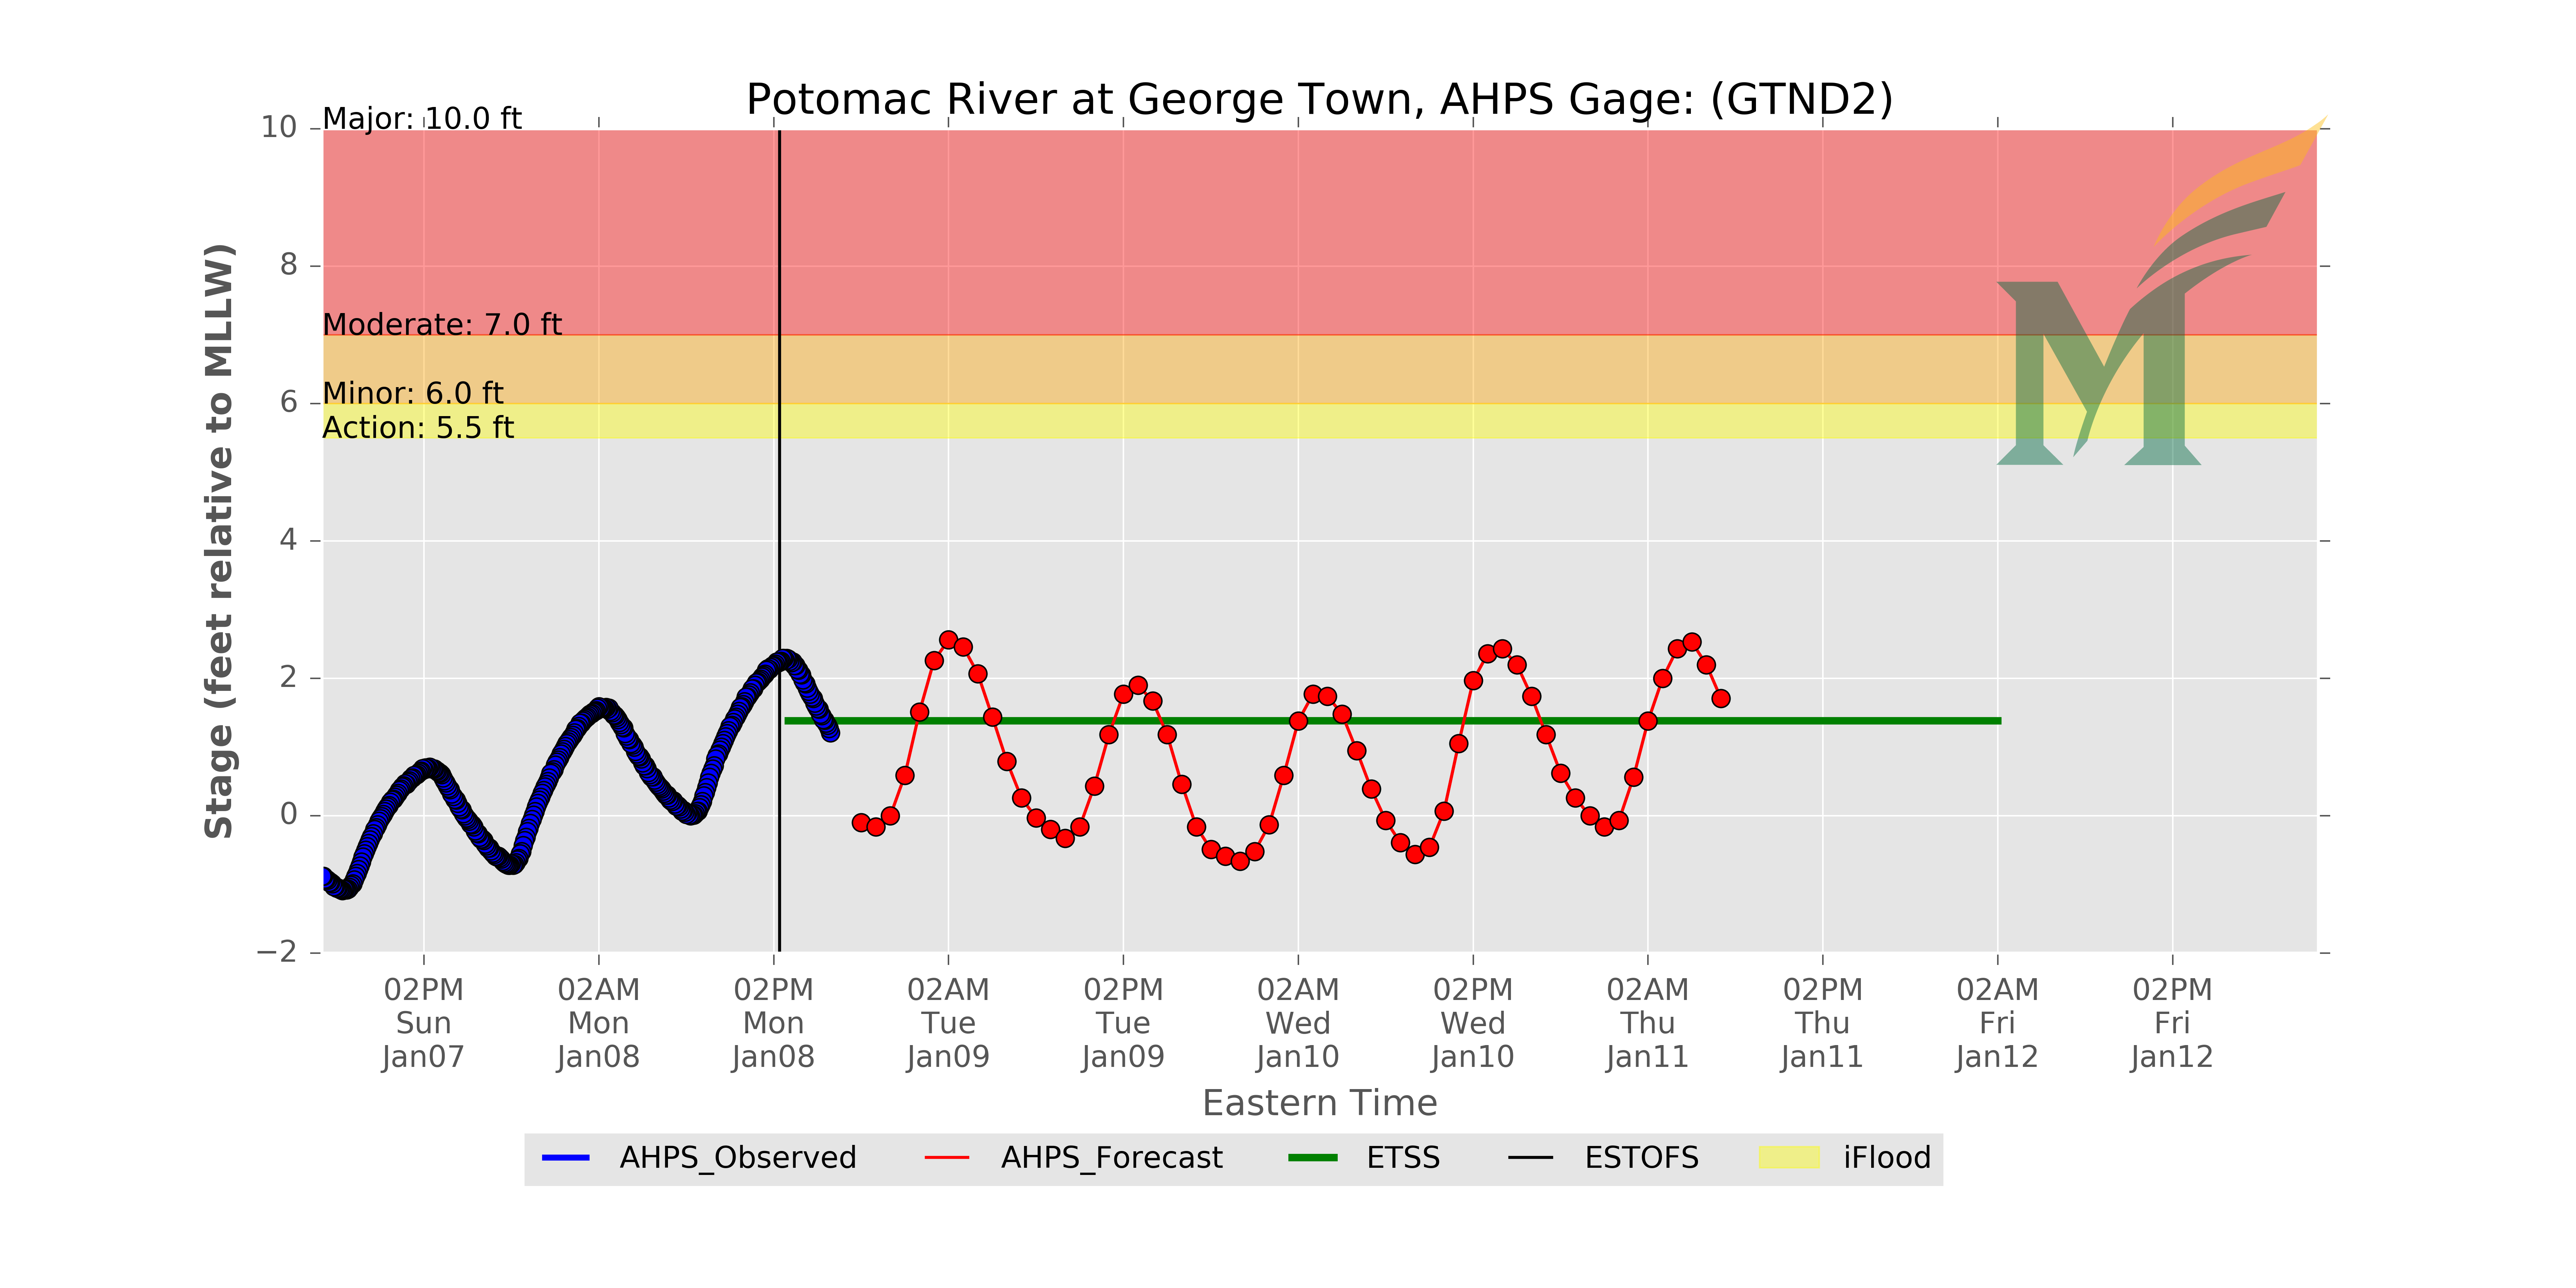 Potomac River at George Town, AHPS Gage: (GTND2)
Major: 10.0 ft
Moderate: 7.0 ft
Minor: 6.0 ft
Action: 5.5 ft
10
8
6
4
2
0
−2
Stage (feet relative to MLLW)
02PM
Sun
Jan07
02AM
Mon
Jan08
02PM
Mon
Jan08
02AM
Tue
Jan09
02PM
Tue
Jan09
02AM
Wed
Jan10
02PM
Wed
Jan10
02AM
Thu
Jan11
02PM
Thu
Jan11
02AM
Fri
Jan12
02PM
Fri
Jan12
Eastern Time
AHPS_Observed
AHPS_Forecast
ETSS
ESTOFS
iFlood
M